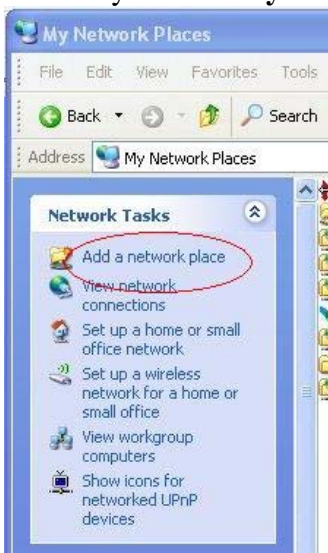 My Network Places
File Edit View Favorites Tools
Back Search
Address My Network Places
Network Tasks
Add a network place
View network
connections
Set up a home or small
office network
Set up a wireless
network for a home or
small office
View workgroup
computers
Show icons for
networked UPnP
devices